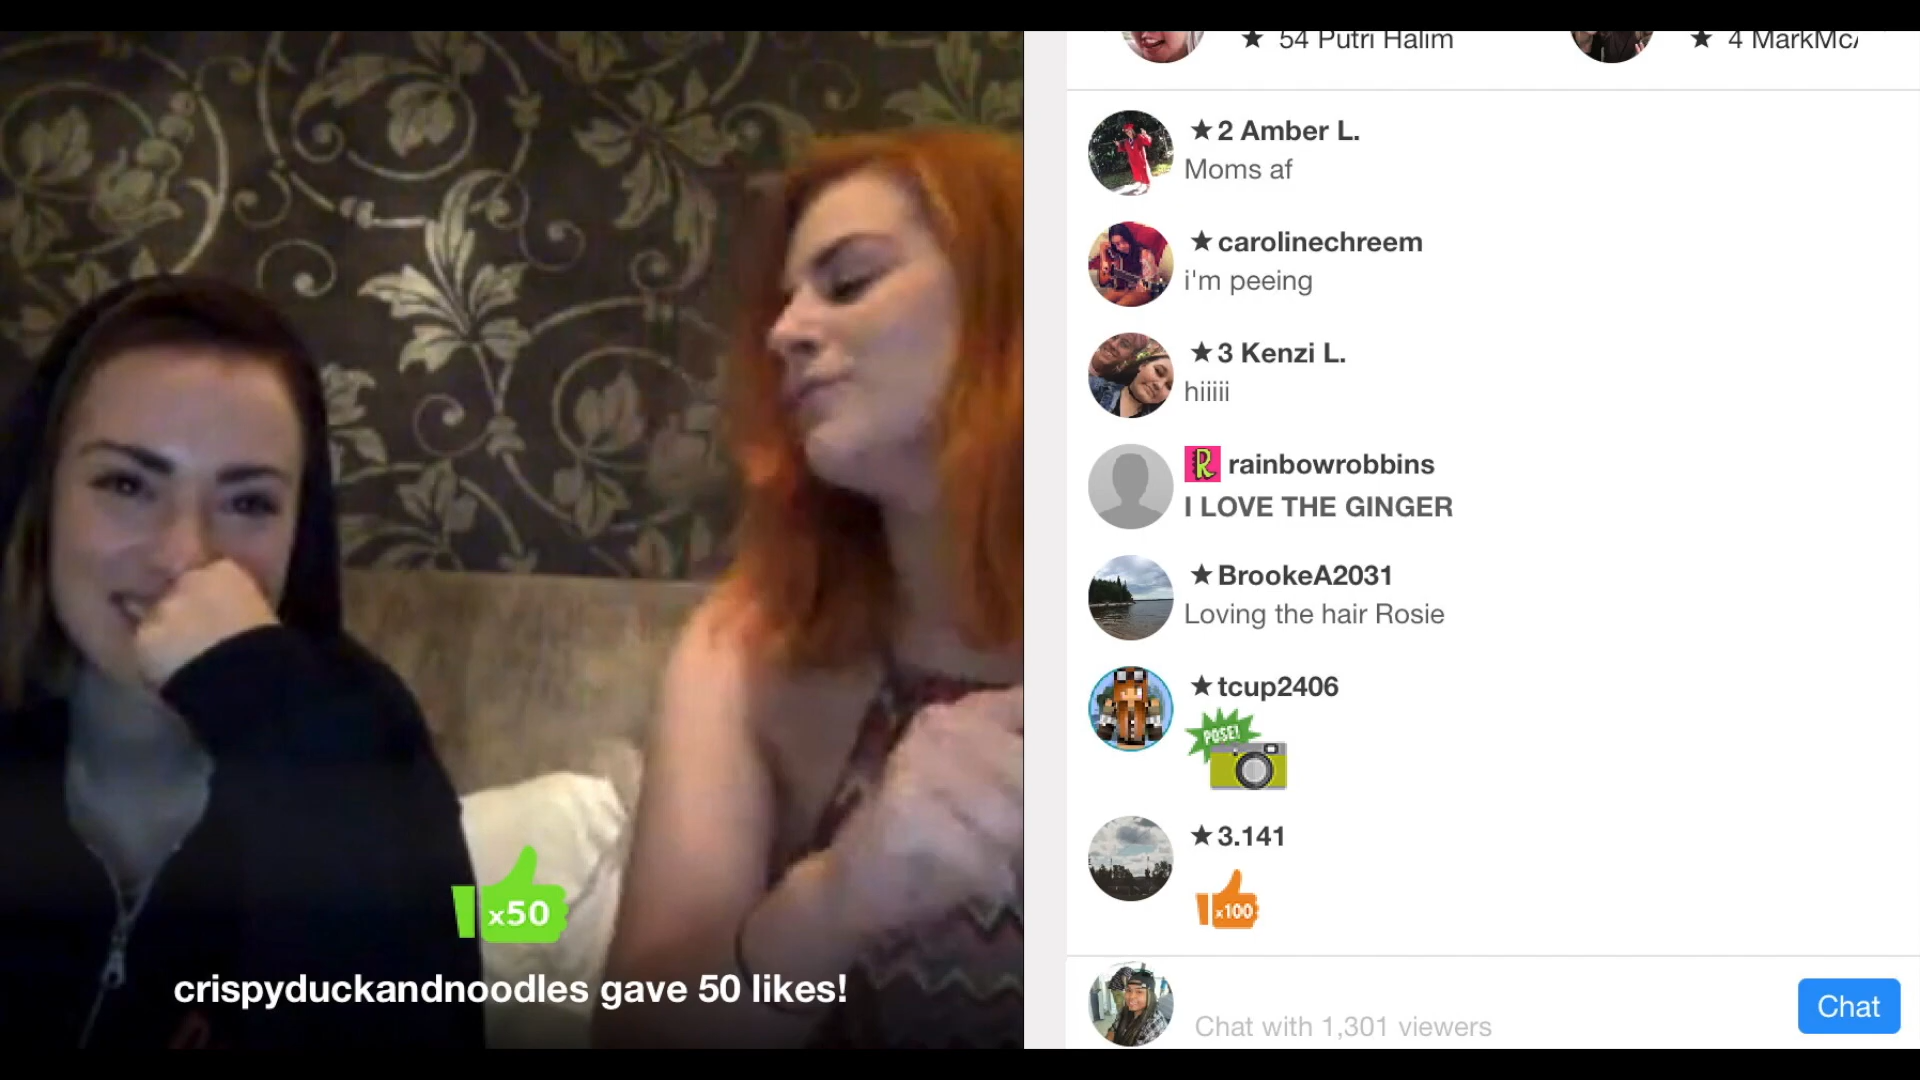 ★ 54 Putri Halim
★ 4 MarkMc
★2 Amber L.
Moms af
★carolinechreem
i'm peeing
★3 Kenzi L.
hiiiii
R rainbowrobbins
I LOVE THE GINGER
★BrookeA2031
Loving the hair Rosie
★tcup2406
POSE!
★3.141
x100
x50
crispyduckandnoodles gave 50 likes!
Chat with 1,301 viewers
Chat